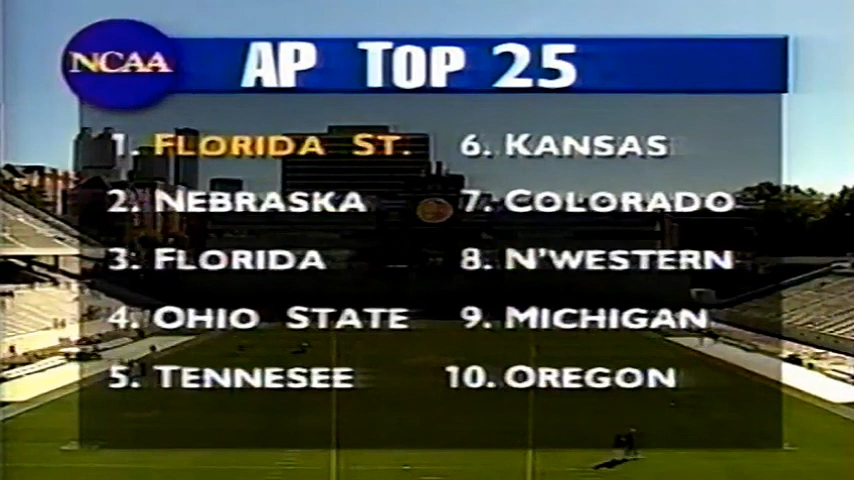 NCAA
AP TOP 25
1. FLORIDA ST.
2. NEBRASKA
3. FLORIDA
4. OHIO STATE
5. TENNESEE
6. KANSAS
7. COLORADO
8. N'WESTERN
9. MICHIGAN
10. OREGON